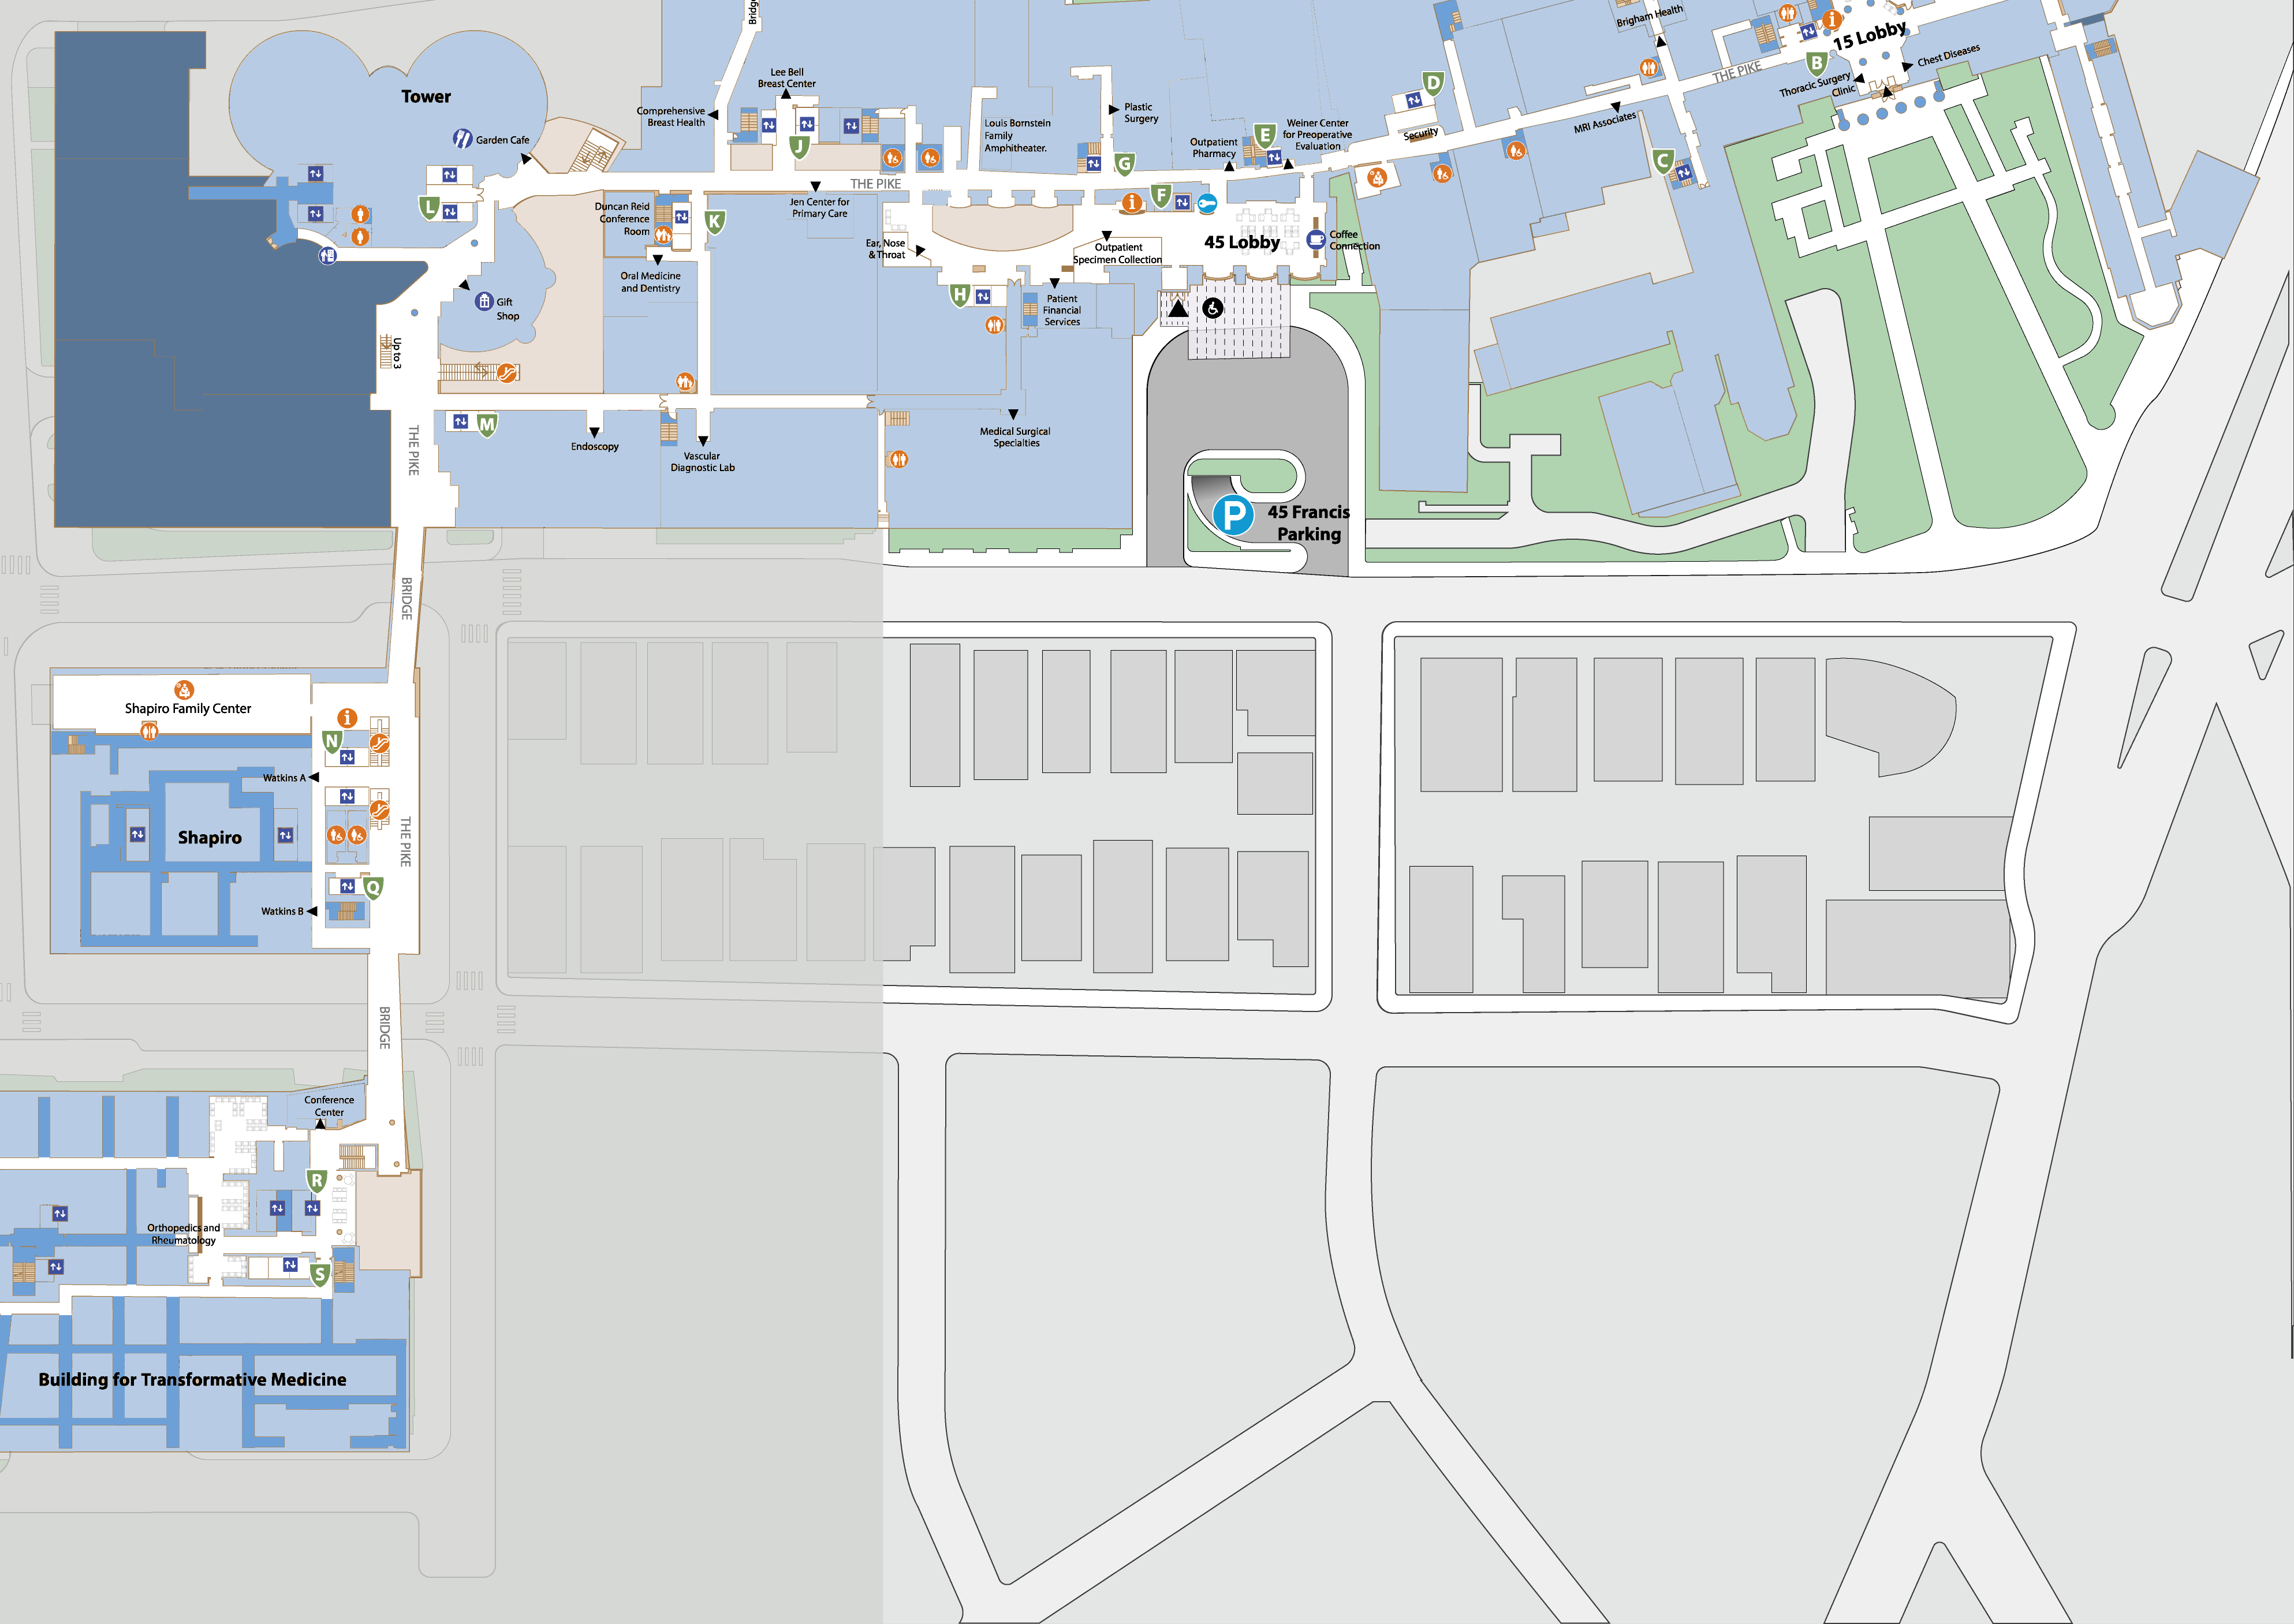 Bridge
Brigham Health
i
15 Lobby
B
Chest Diseases
THE PIKE
Thoracic Surgery
Clinic
Tower
Garden Cafe
Lee Bell
Breast Center
Comprehensive
Breast Health
J
Plastic
Surgery
Louis Bornstein
Family
Amphitheater.
G
D
Security
E
Weiner Center
for Preoperative
Evaluation
Outpatient
Pharmacy
MRI Associates
C
THE PIKE
L
Duncan Reid
Conference
Room
K
Jen Center for
Primary Care
i
F
45 Lobby
Coffee
Connection
Ear, Nose
& Throat
Outpatient
Specimen Collection
Oral Medicine
and Dentistry
Gift
Shop
H
Patient
Financial
Services
Up to 3
M
THE PIKE
Endoscopy
Vascular
Diagnostic Lab
Medical Surgical
Specialties
P
45 Francis
Parking
BRIDGE
Shapiro Family Center
i
N
Watkins A
Shapiro
THE PIKE
Q
Watkins B
BRIDGE
Conference
Center
R
Orthopedics and
Rheumatology
S
Building for Transformative Medicine